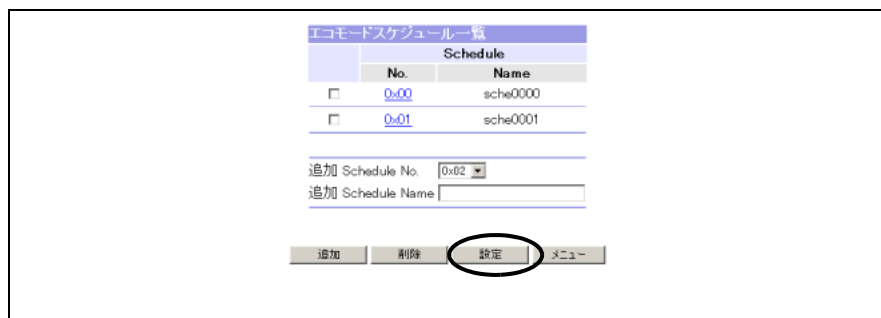 エコモードスケジュール一覧
Schedule
No. Name
0x00 sche0000
0x01 sche0001
追加 Schedule No. 0x02
追加 Schedule Name
追加 削除 設定 メニュー